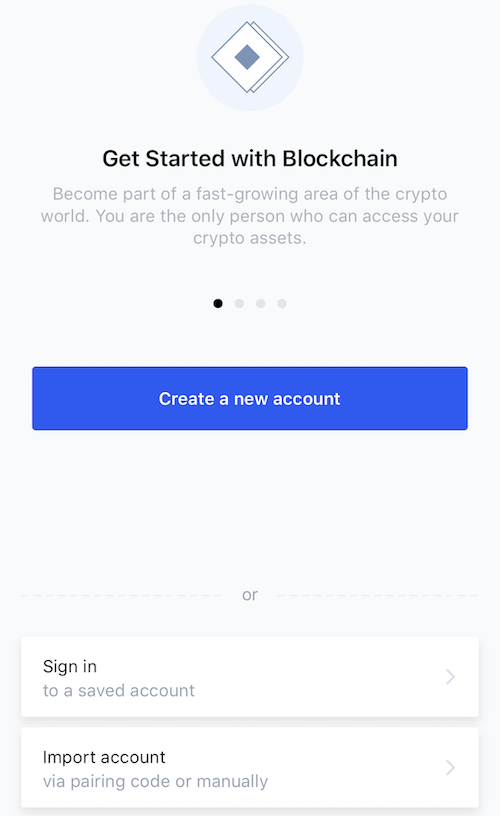 Get Started with Blockchain
Become part of a fast-growing area of the crypto
world. You are the only person who can access your
crypto assets.
Create a new account
or
Sign in
to a saved account
Import account
via pairing code or manually